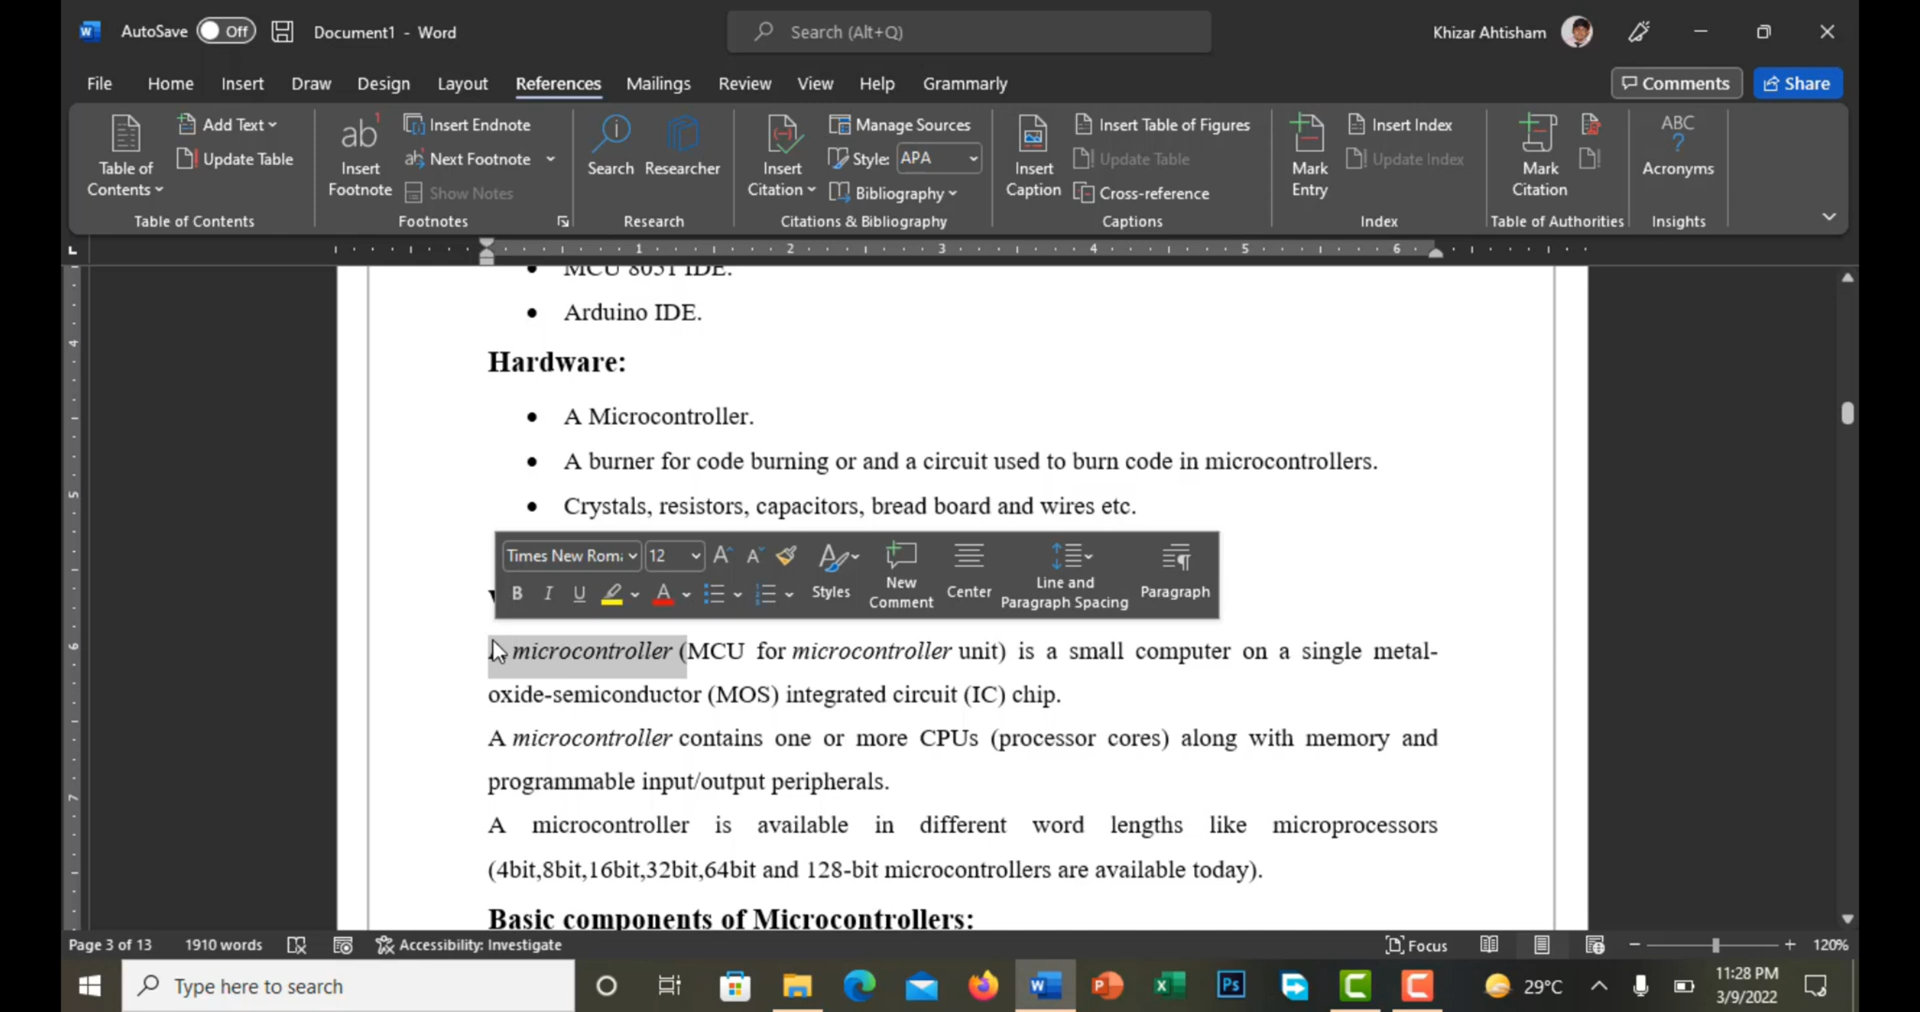 AutoSave Off Document1 - Word Search (Alt+Q) Khizar Ahtisham
File Home Insert Draw Design Layout References Mailings Review View Help Grammarly Comments Share
Table of Contents
Add Text
Update Table
Table of Contents
Insert Footnote
Insert Endnote
Next Footnote
Show Notes
Footnotes
Search
Researcher
Research
Insert Citation
Manage Sources
Style: APA
Bibliography
Citations & Bibliography
Insert Caption
Insert Table of Figures
Update Table
Cross-reference
Captions
Mark Entry
Insert Index
Update Index
Index
Mark Citation
Table of Authorities
ABC
Acronyms
Insights
1 2 3 4 5 6
MCU 8051 IDE.
Arduino IDE.
Hardware:
A Microcontroller.
A burner for code burning or and a circuit used to burn code in microcontrollers.
Crystals, resistors, capacitors, bread board and wires etc.
Times New Rom 12
Styles
New Comment
Center
Line and Paragraph Spacing
Paragraph
B I U
A microcontroller (MCU for microcontroller unit) is a small computer on a single metal-
oxide-semiconductor (MOS) integrated circuit (IC) chip.
A microcontroller contains one or more CPUs (processor cores) along with memory and
programmable input/output peripherals.
A microcontroller is available in different word lengths like microprocessors
(4bit,8bit,16bit,32bit,64bit and 128-bit microcontrollers are available today).
Basic components of Microcontrollers:
Page 3 of 13 1910 words Accessibility: Investigate Focus 120%
Type here to search 29°C 11:28 PM
3/9/2022